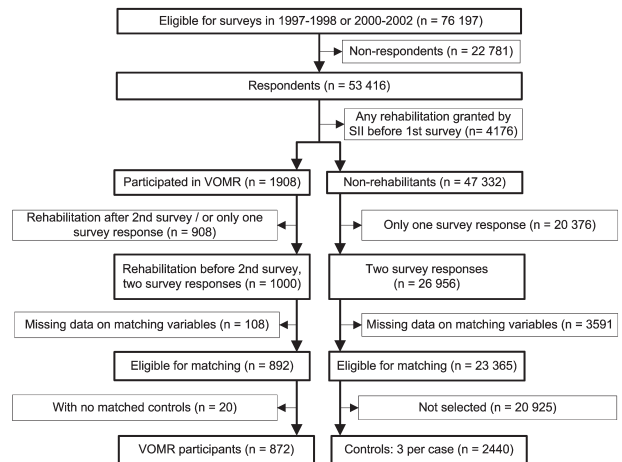 Eligible for surveys in 1997-1998 or 2000-2002 (n = 76 197)
Non-respondents (n = 22 781)
Respondents (n = 53 416)
Any rehabilitation granted by
SII before 1st survey (n= 4176)
Participated in VOMR (n = 1908)
Non-rehabilitants (n = 47 332)
Rehabilitation after 2nd survey / or only one
survey response (n = 908)
Only one survey response (n = 20 376)
Rehabilitation before 2nd survey,
two survey responses (n = 1000)
Two survey responses
(n = 26 956)
Missing data on matching variables (n = 108)
Missing data on matching variables (n = 3591
Eligible for matching (n = 892)
Eligible for matching (n = 23 365)
With no matched controls (n = 20)
Not selected (n = 20 925)
VOMR participants (n = 872)
Controls: 3 per case (n = 2440)